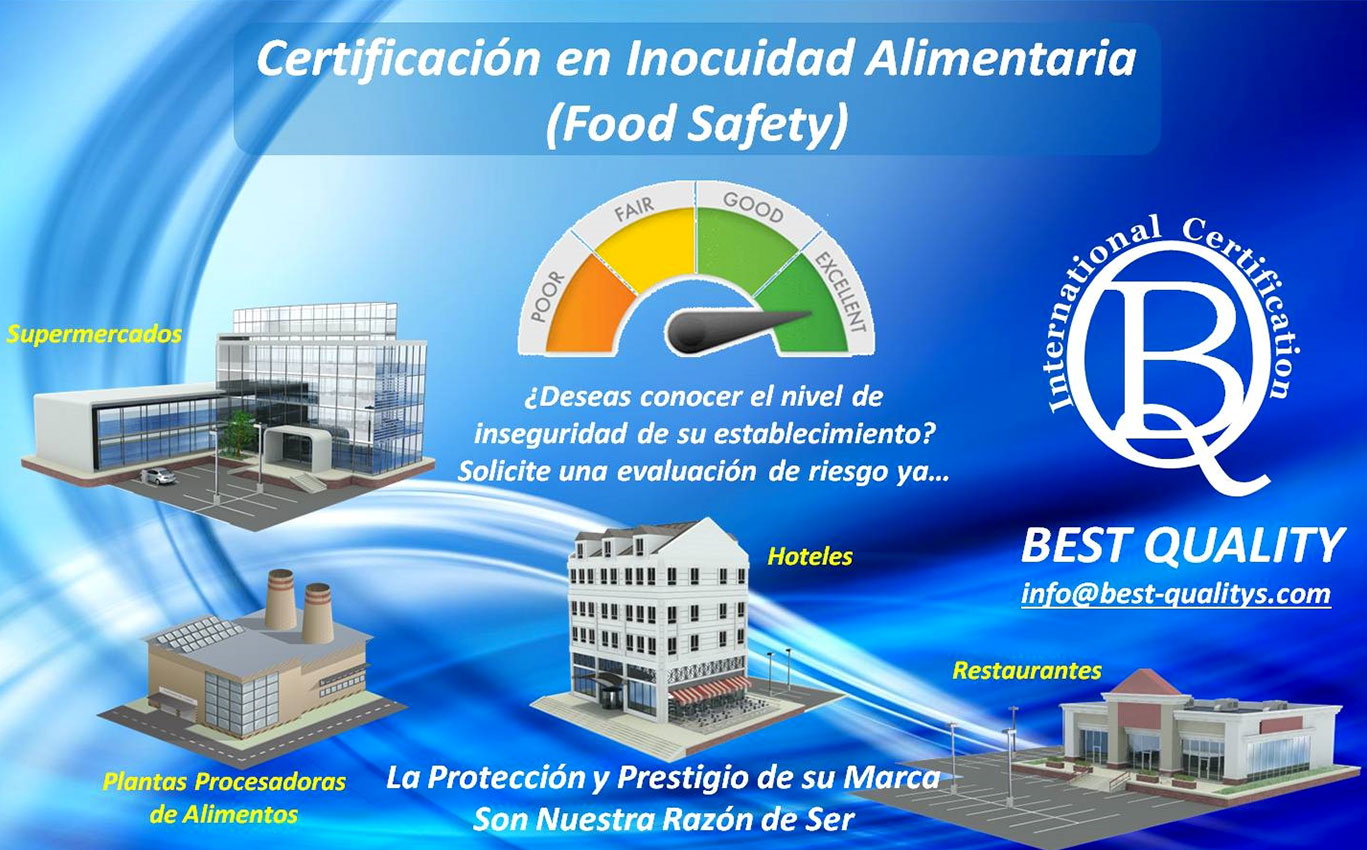 Certificación en Inocuidad Alimentaria
(Food Safety)
POOR
FAIR
GOOD
EXCELLENT
International Certification
BQ
Supermercados
¿Deseas conocer el nivel de
inseguridad de su establecimiento?
Solicite una evaluación de riesgo ya...
BEST QUALITY
info@best-qualitys.com
Hoteles
Restaurantes
Plantas Procesadoras
de Alimentos
La Protección y Prestigio de su Marca
Son Nuestra Razón de Ser